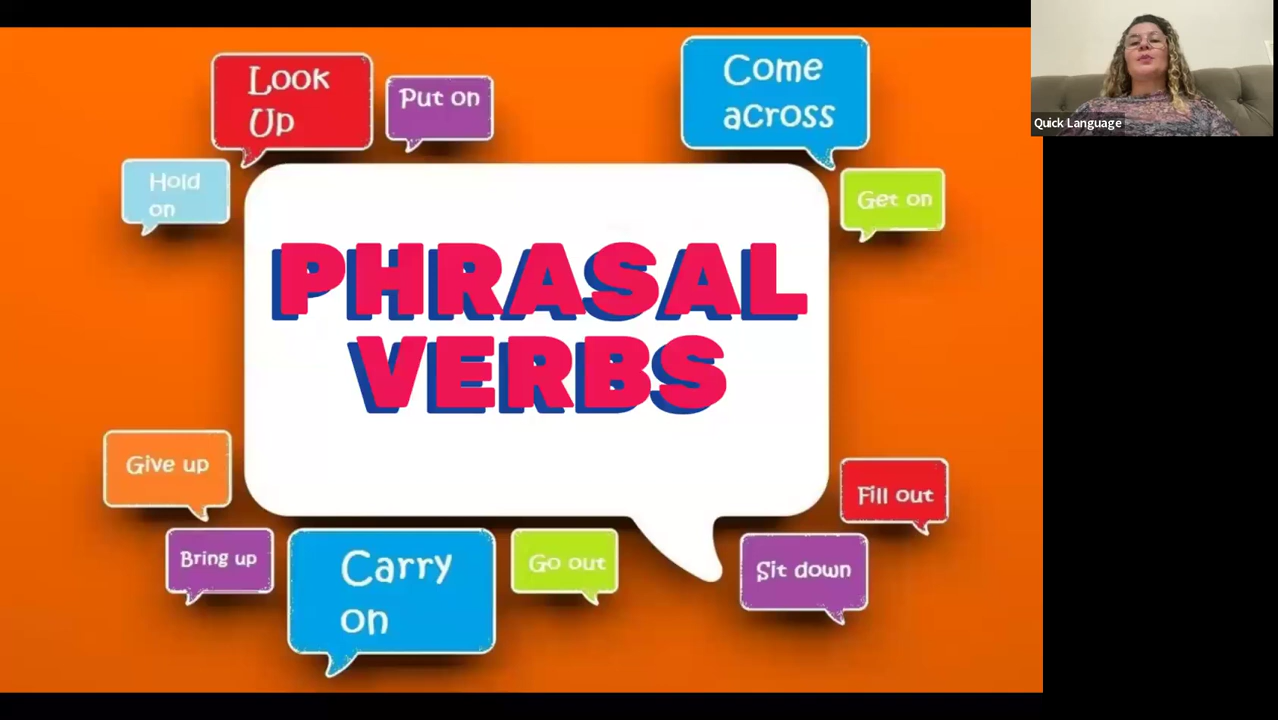 Look
Up
Put on
Come
across
Quick Language
Hold
on
Get on
PHRASAL
VERBS
Give up
Fill out
Bring up
Carry
on
Go out
Sit down